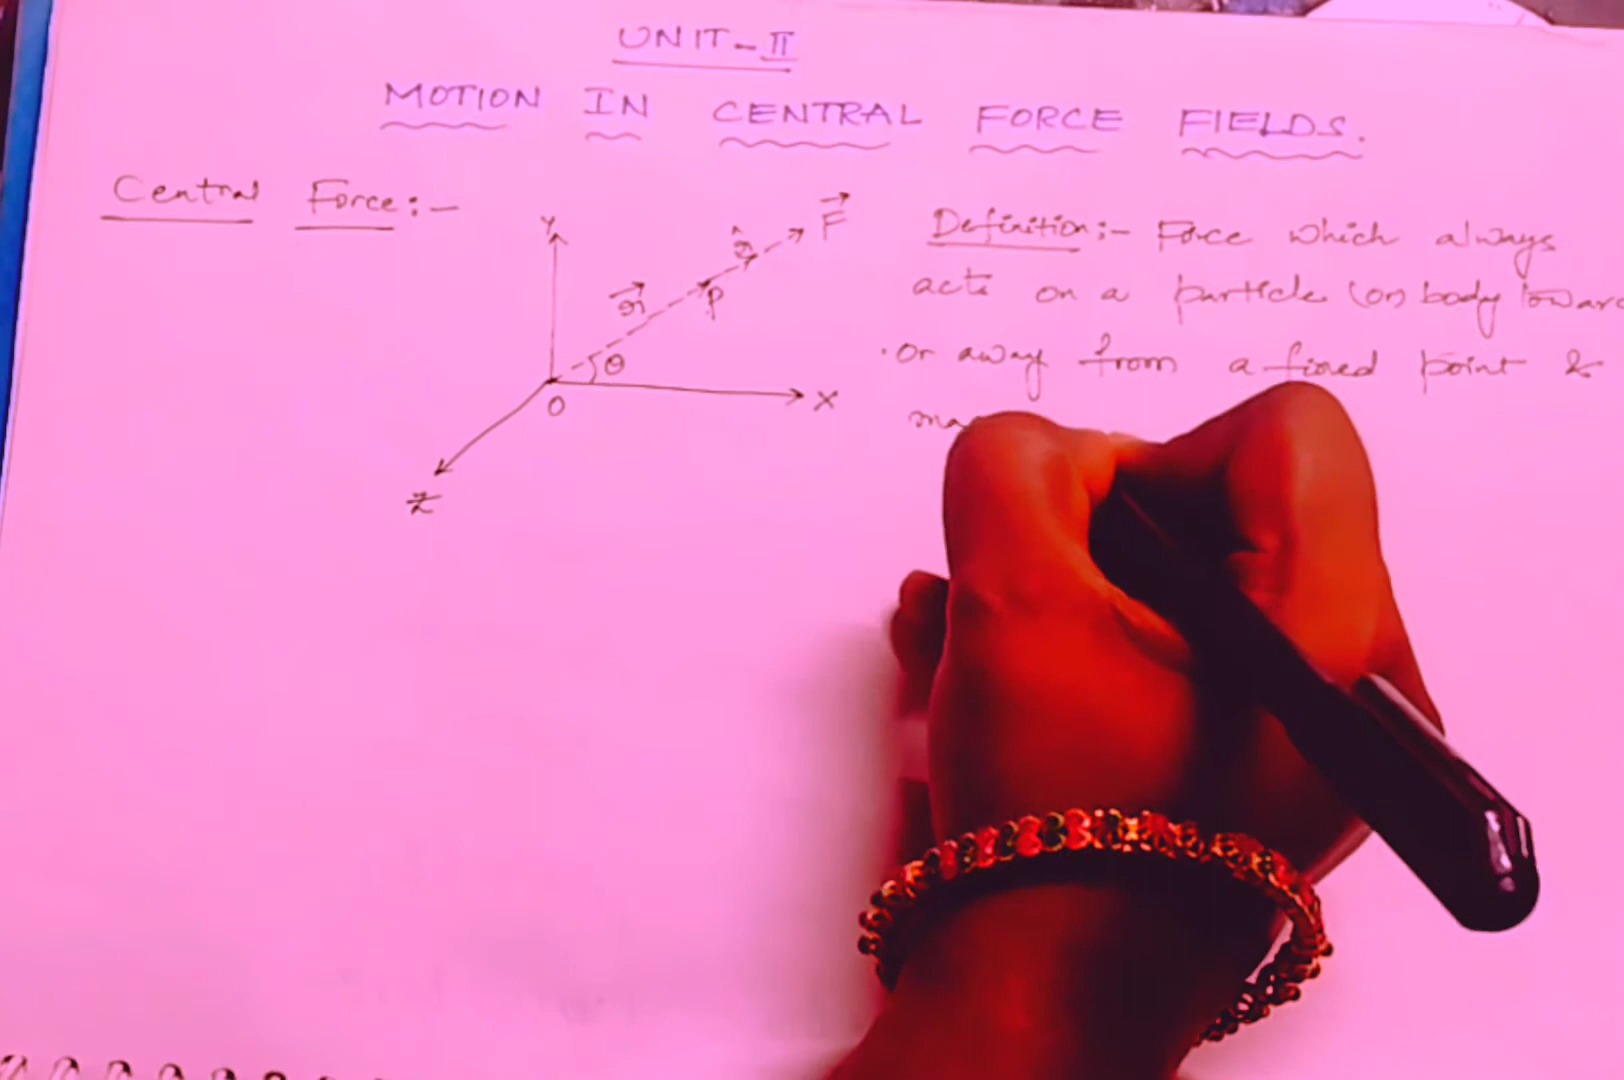 UNIT-II
MOTION IN CENTRAL FORCE FIELDS.
Central Force:-
Y
r̂
F⃗
r⃗
P
θ
O
X
Z
Definition:- Force which always
acts on a particle (or) body toward
or away from a fixed point &